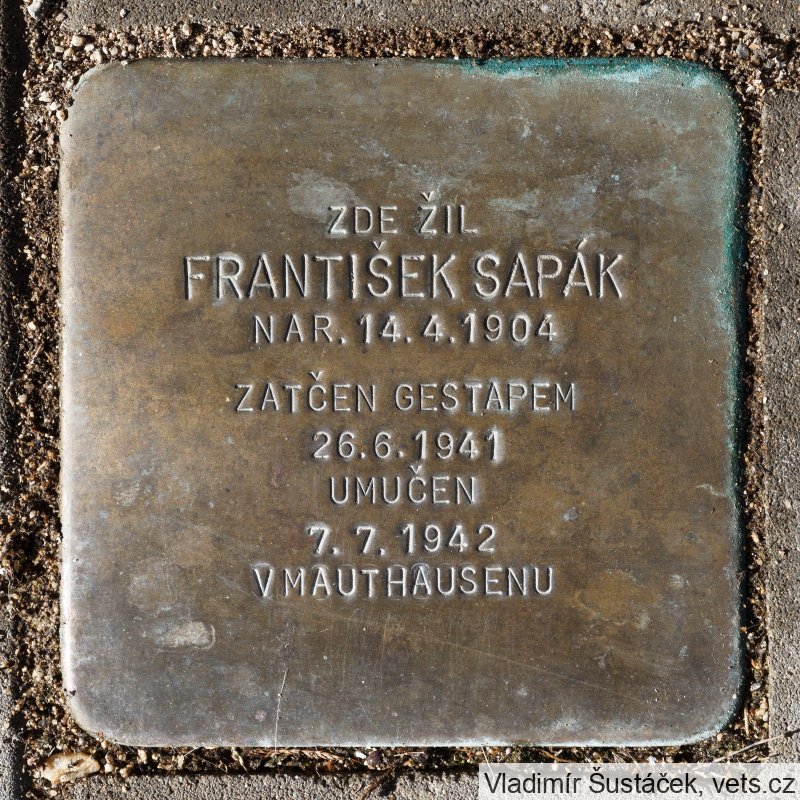 ZDE ŽIL
FRANTIŠEK SAPÁK
NAR. 14.4.1904
ZATČEN GESTAPEM
26.6.1941
UMUČEN
7.7.1942
V MAUTHAUSENU
Vladimír Šustáček, vets.cz